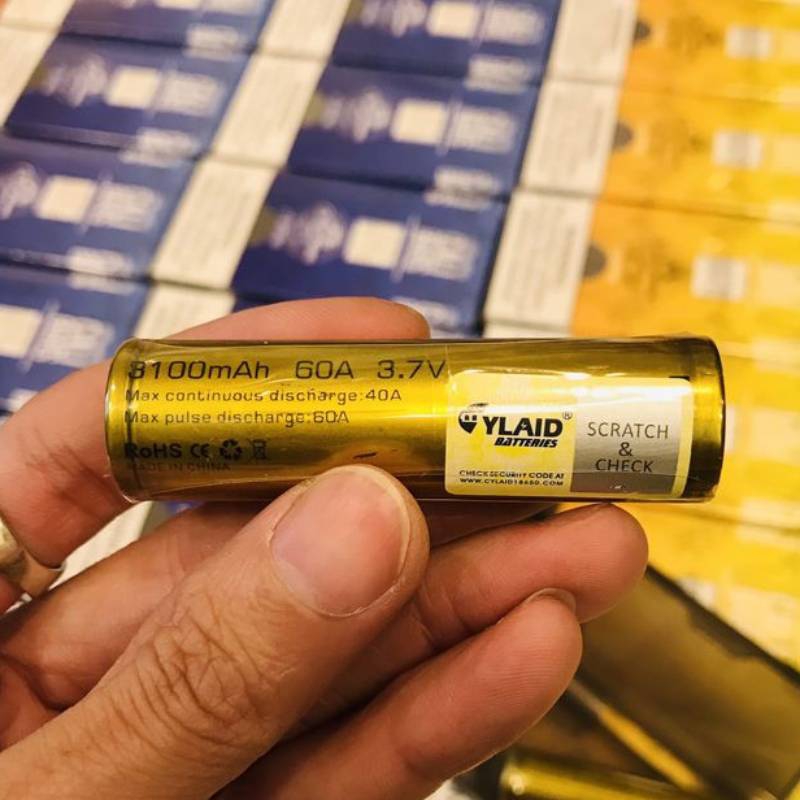 3100mAh 60A 3.7V
Max continuous discharge:40A
Max pulse discharge:60A
RoHS CE
MADE IN CHINA
CYLAID®
BATTERIES
CHECK SECURITY CODE AT
WWW.CYLAID18650.COM
SCRATCH
&
CHECK